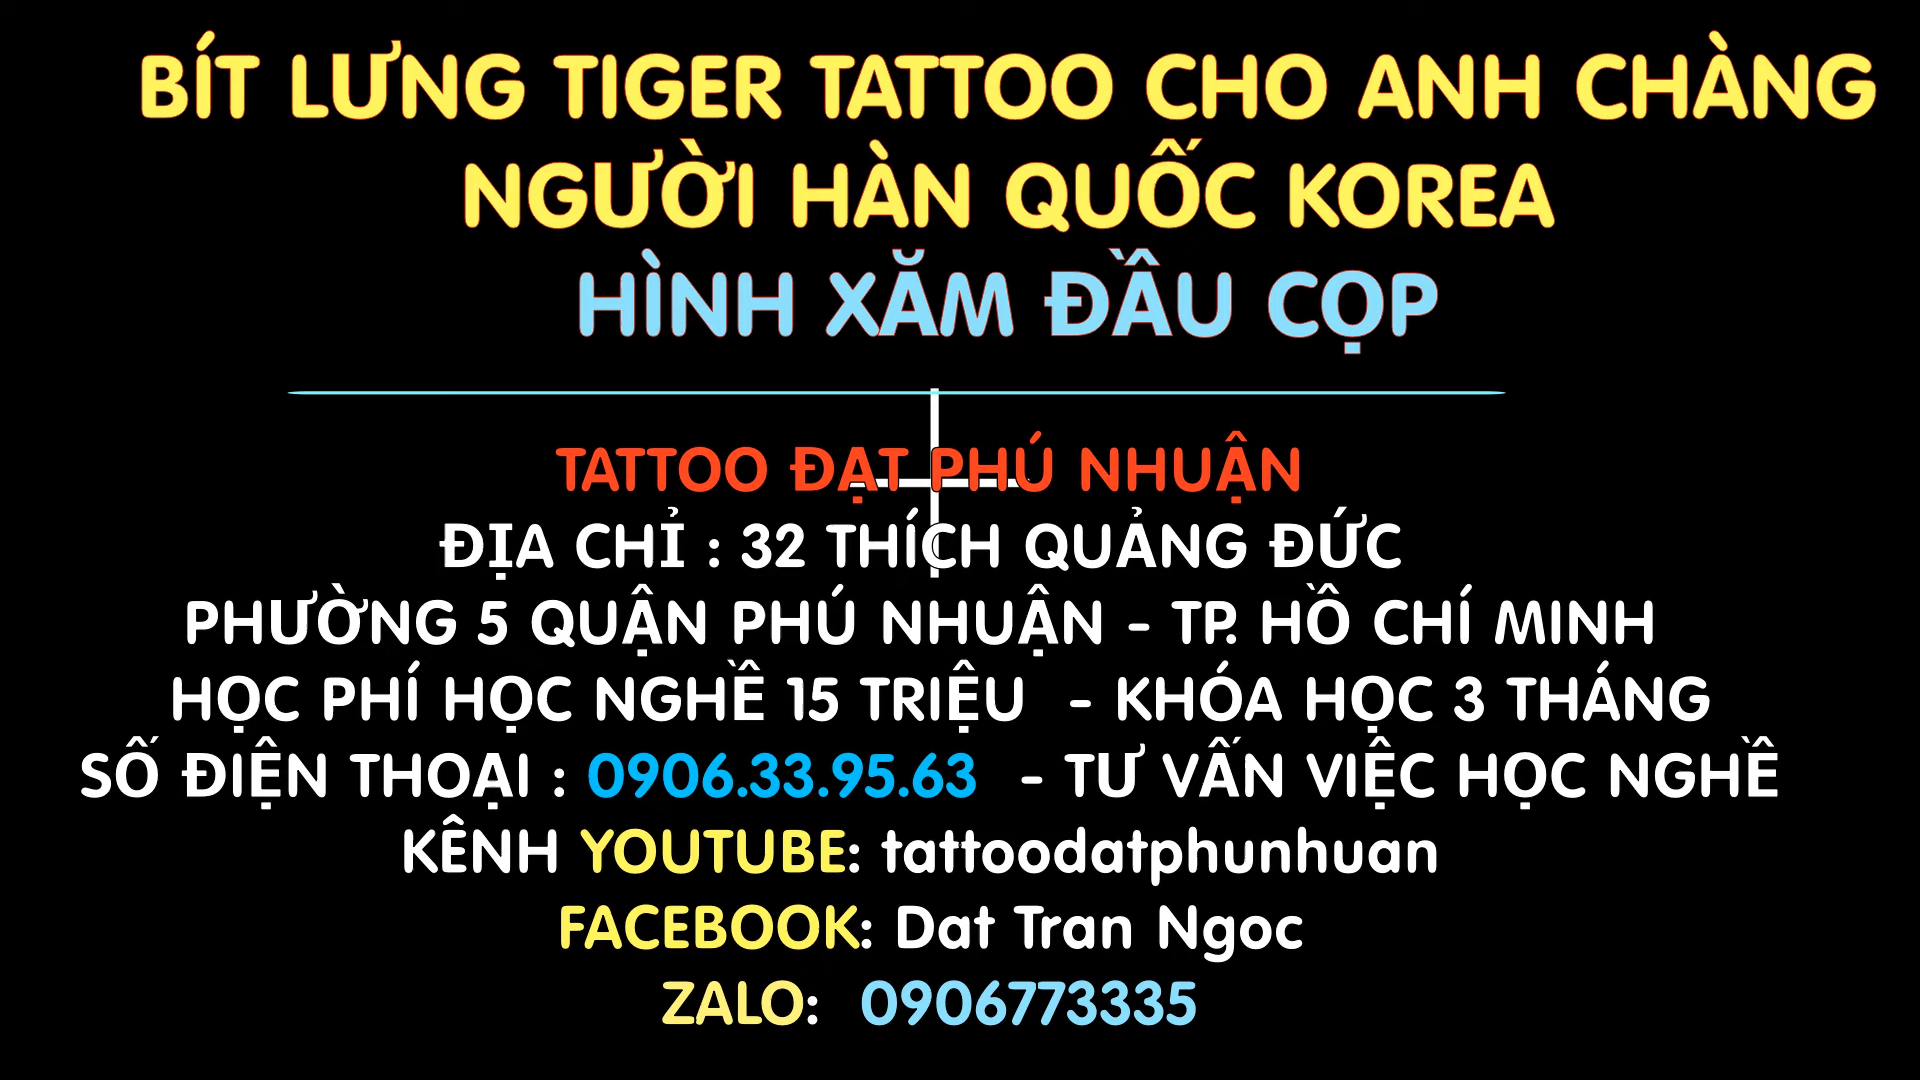 BÍT LƯNG TIGER TATTOO CHO ANH CHÀNG
NGƯỜI HÀN QUỐC KOREA
HÌNH XĂM ĐẦU CỌP
TATTOO ĐẠT PHÚ NHUẬN
ĐỊA CHỈ : 32 THÍCH QUẢNG ĐỨC
PHƯỜNG 5 QUẬN PHÚ NHUẬN - TP. HỒ CHÍ MINH
HỌC PHÍ HỌC NGHỀ 15 TRIỆU - KHÓA HỌC 3 THÁNG
SỐ ĐIỆN THOẠI : 0906.33.95.63 - TƯ VẤN VIỆC HỌC NGHỀ
KÊNH YOUTUBE: tattoodatphunhuan
FACEBOOK: Dat Tran Ngoc
ZALO: 0906773335